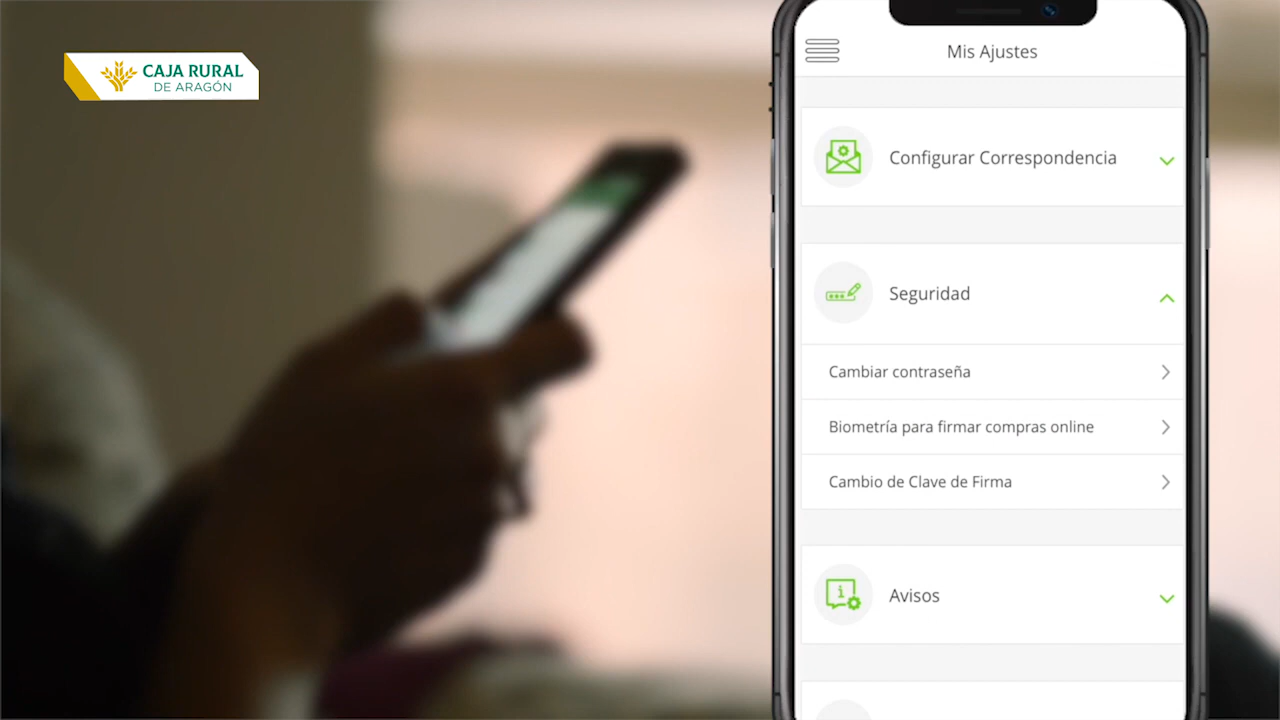 CAJA RURAL
DE ARAGÓN
Mis Ajustes
Configurar Correspondencia
Seguridad
Cambiar contraseña
Biometría para firmar compras online
Cambio de Clave de Firma
Avisos